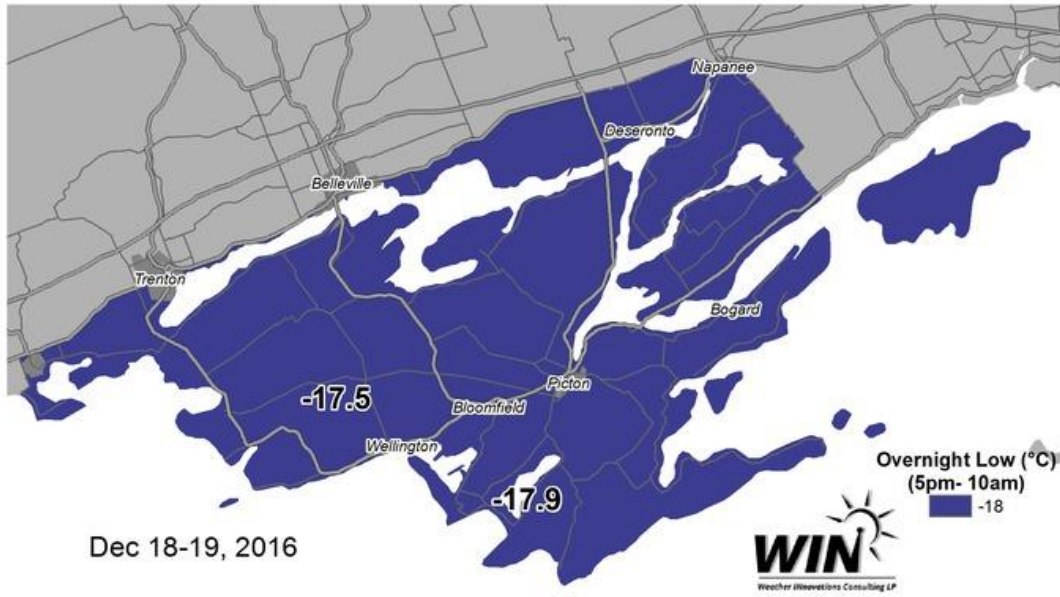 Napanee
Deseronto
Belleville
Trenton
Bogard
-17.5
Picton
Bloomfield
Wellington
-17.9
Overnight Low (°C)
(5pm- 10am)
-18
Dec 18-19, 2016
WIN
Weather INnovations Consulting LP